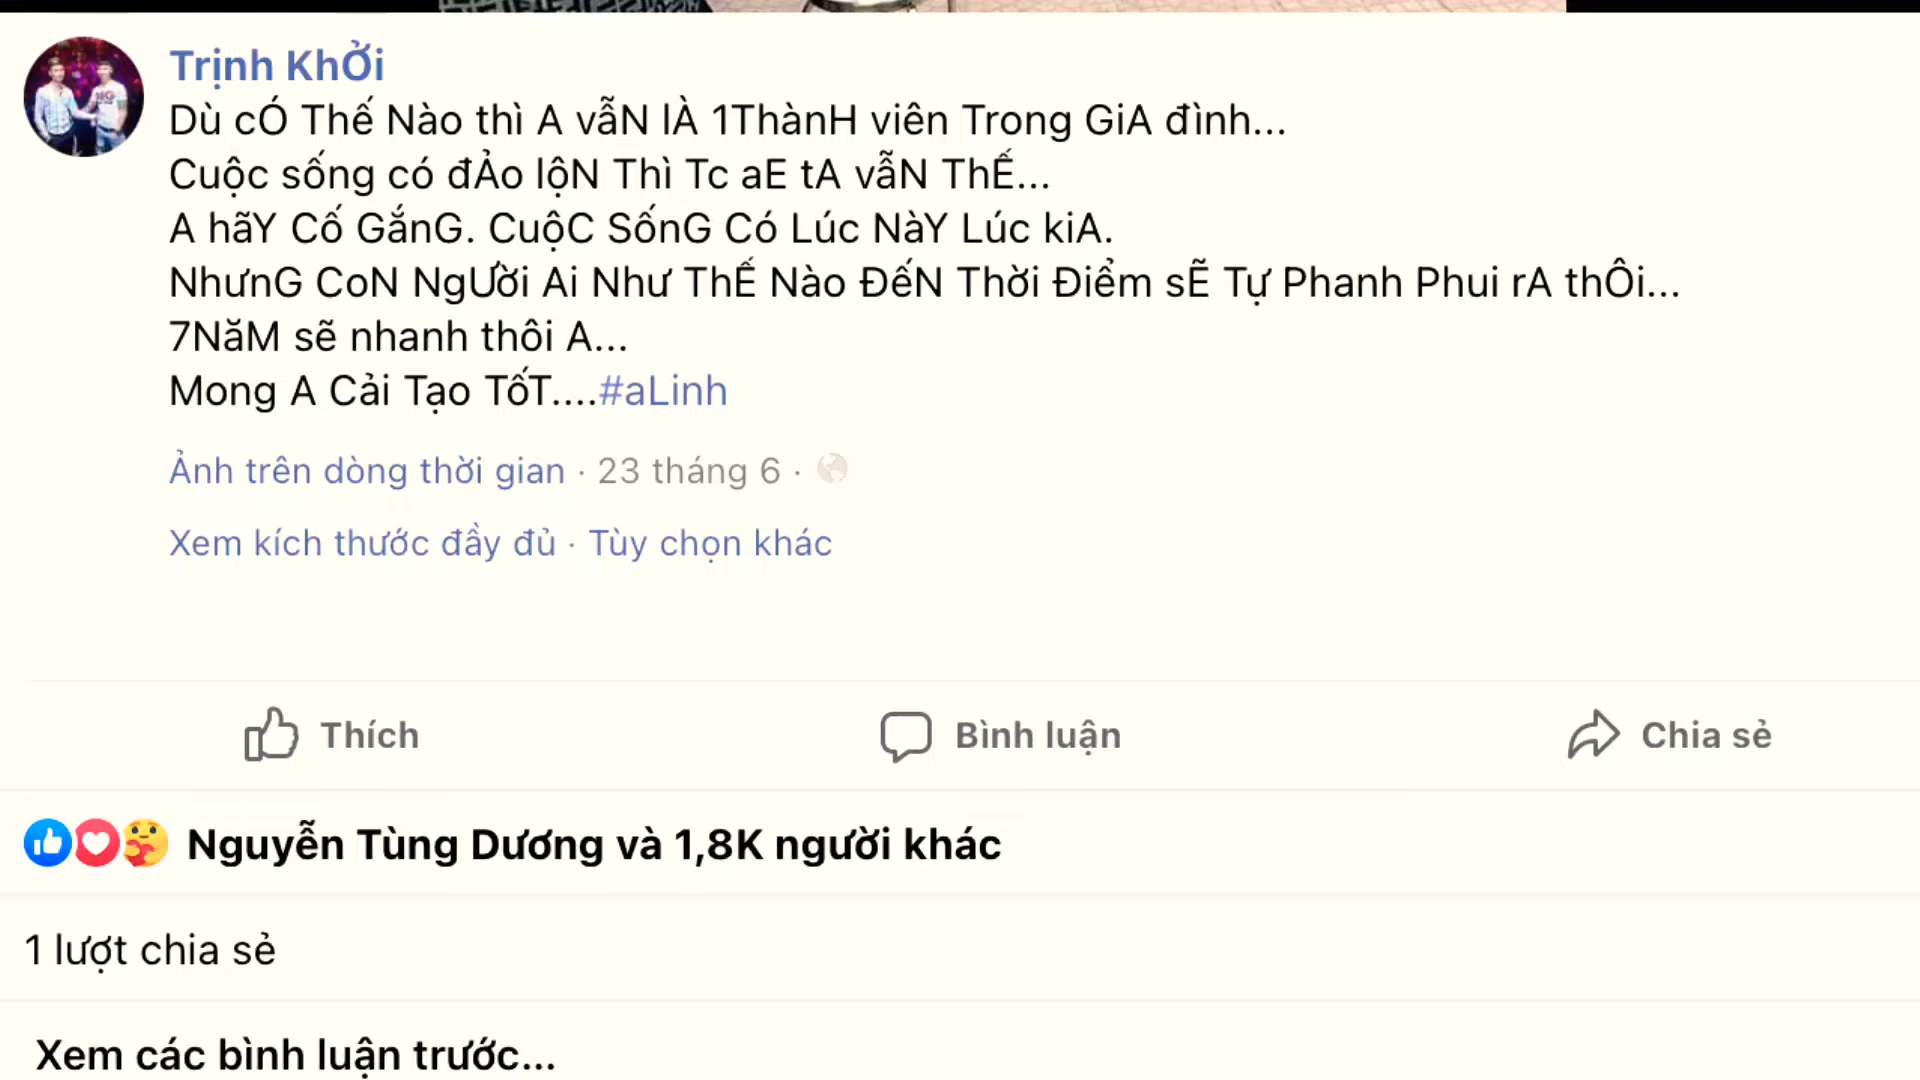 Trịnh KhỞi
Dù cÓ Thế Nào thì A vẫN lÀ 1ThànH viên Trong GiA đình...
Cuộc sống có đẢo lộN Thì Tc aE tA vẫN ThẾ...
A hãY Cố GắnG. CuộC SốnG Có Lúc NàY Lúc kiA.
NhưnG CoN NgƯời Ai Như ThẾ Nào ĐếN Thời Điểm sẼ Tự Phanh Phui rA thÔi...
7NăM sẽ nhanh thôi A...
Mong A Cải Tạo TốT....#aLinh
Ảnh trên dòng thời gian · 23 tháng 6 ·
Xem kích thước đầy đủ · Tùy chọn khác
Thích Bình luận Chia sẻ
Nguyễn Tùng Dương và 1,8K người khác
1 lượt chia sẻ
Xem các bình luận trước...